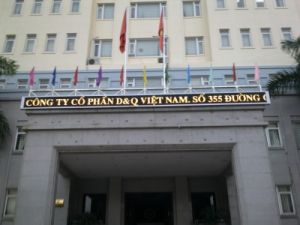 CÔNG TY CỔ PHẦN D&Q VIỆT NAM. SỐ 355 ĐƯỜNG